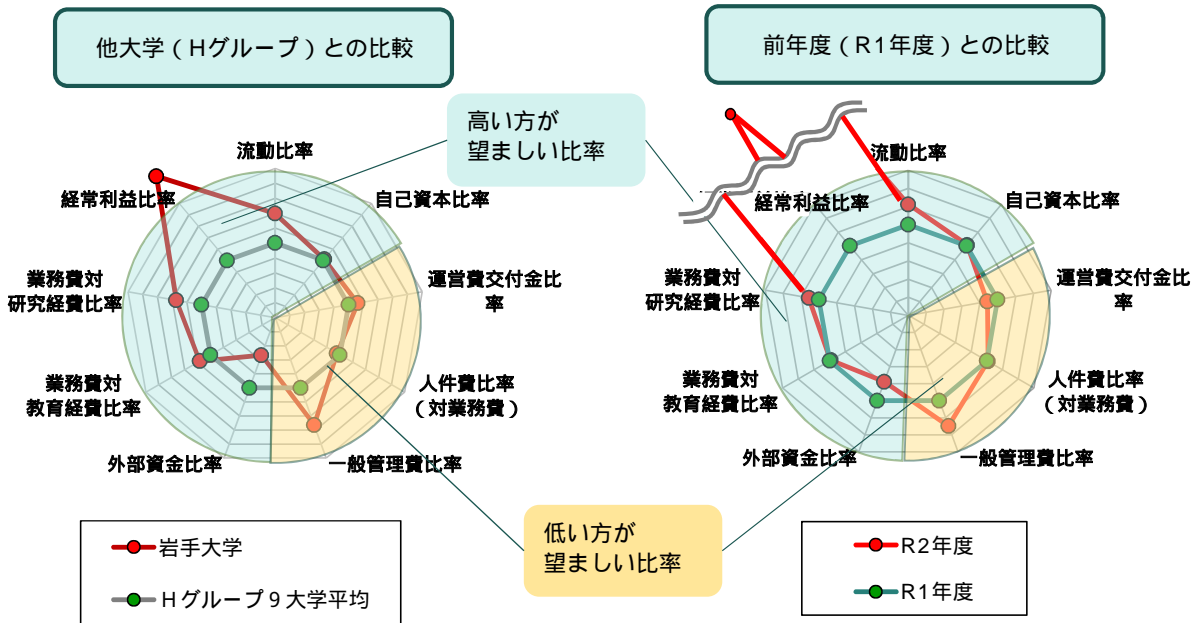 他大学（Hグループ）との比較
前年度（R1年度）との比較
高い方が
望ましい比率
流動比率
経常利益比率
自己資本比率
業務費対
研究経費比率
運営費交付金比
率
業務費対
教育経費比率
人件費比率
（対業務費）
外部資金比率
一般管理費比率
流動比率
経常利益比率
自己資本比率
業務費対
研究経費比率
運営費交付金比
率
業務費対
教育経費比率
人件費比率
（対業務費）
外部資金比率
一般管理費比率
低い方が
望ましい比率
岩手大学
Hグループ９大学平均
R2年度
R1年度